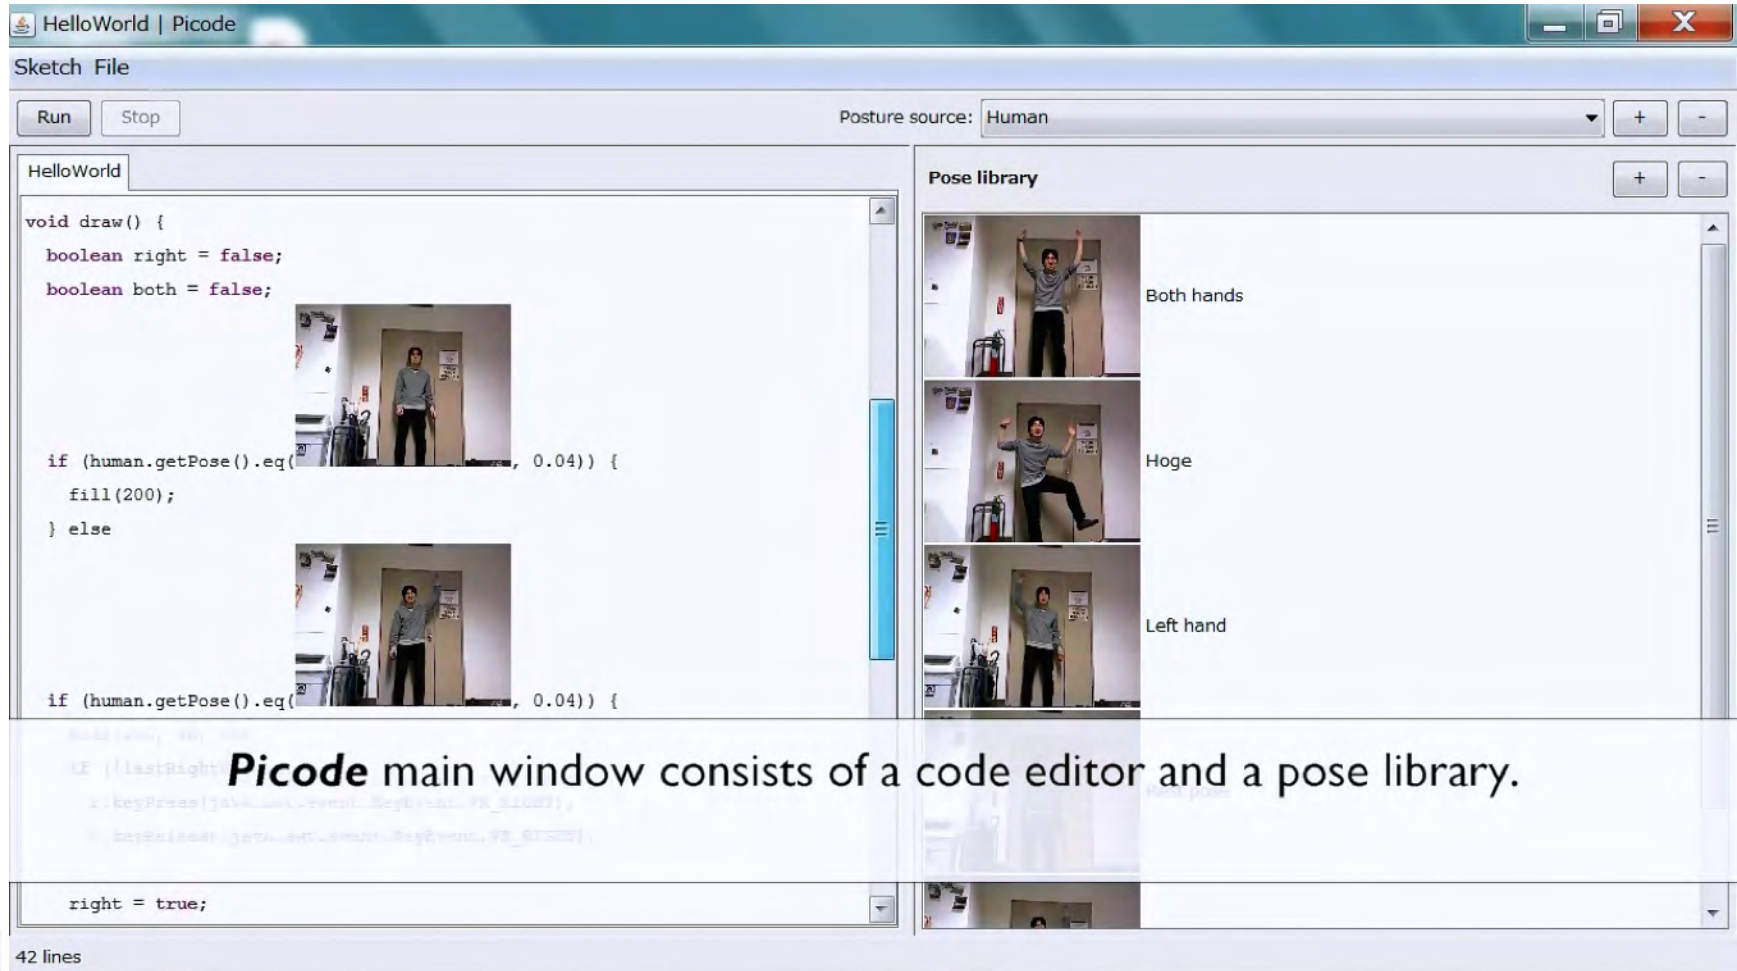 HelloWorld | Picode
Sketch File
Run Stop Posture source: Human + -
HelloWorld
Pose library + -
void draw() {
boolean right = false;
boolean both = false;
if (human.getPose().eq( , 0.04)) {
fill(200);
} else
if (human.getPose().eq( , 0.04)) {
right = true;
Both hands
Hoge
Left hand
Rest pose
Picode main window consists of a code editor and a pose library.
42 lines